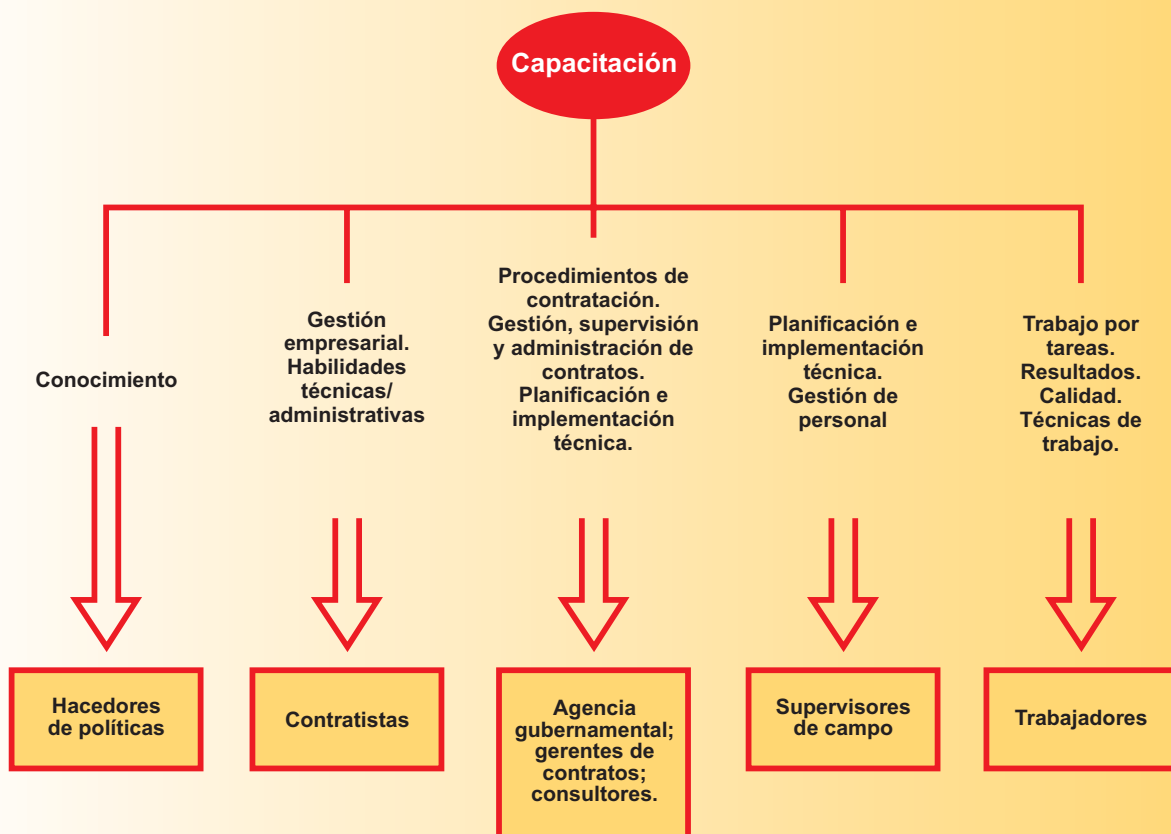 Capacitación
Conocimiento
Gestión
empresarial.
Habilidades
técnicas/
administrativas
Procedimientos de
contratación.
Gestión, supervisión
y administración de
contratos.
Planificación e
implementación
técnica.
Planificación e
implementación
técnica.
Gestión de
personal
Trabajo por
tareas.
Resultados.
Calidad.
Técnicas de
trabajo.
Hacedores
de políticas
Contratistas
Agencia
gubernamental;
gerentes de
contratos;
consultores.
Supervisores
de campo
Trabajadores